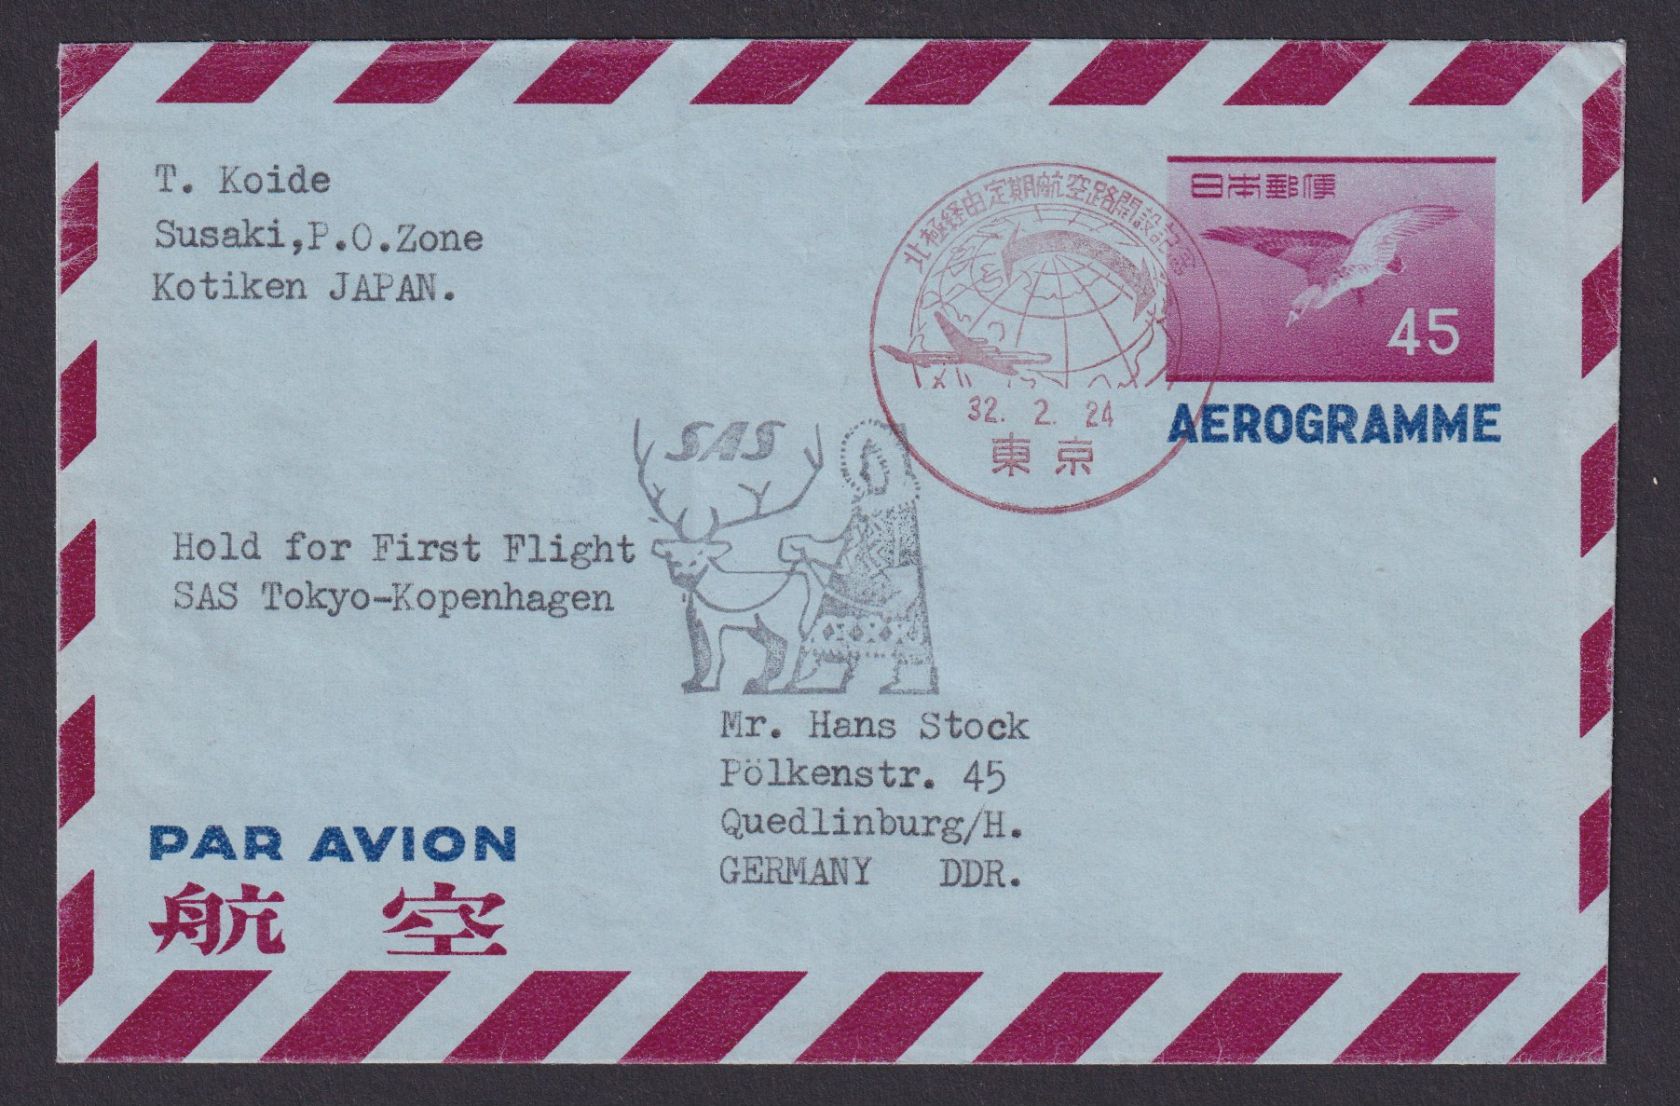 T. Koide
Susaki,P.O.Zone
Kotiken JAPAN.
北極経由定期航空路開設記念
32. 2. 24
東京
日本郵便
45
AEROGRAMME
SAS
Hold for First Flight
SAS Tokyo-Kopenhagen
Mr. Hans Stock
Pölkenstr. 45
Quedlinburg/H.
GERMANY DDR.
PAR AVION
航空